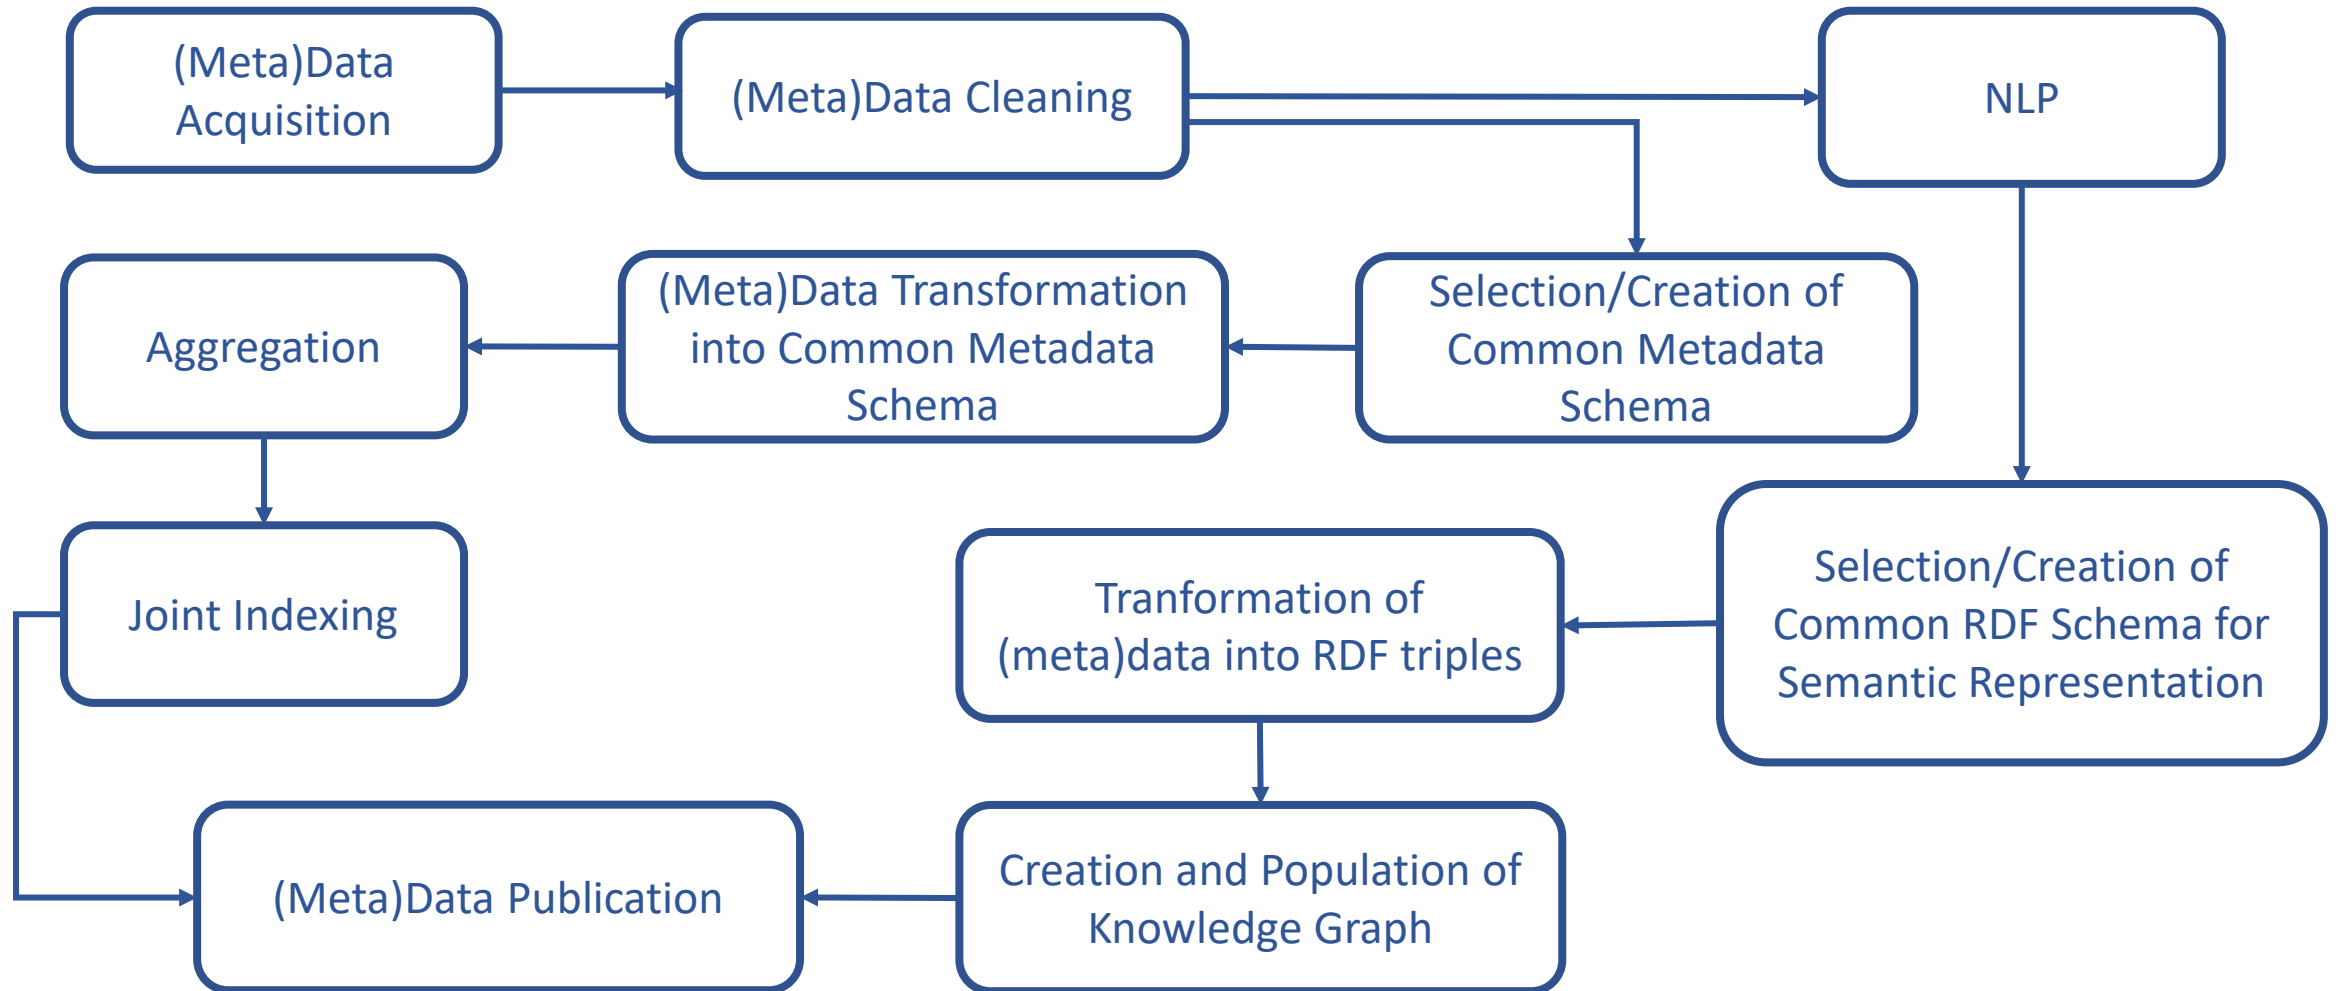 (Meta)Data
Acquisition
(Meta)Data Cleaning
NLP
Aggregation
(Meta)Data Transformation
into Common Metadata
Schema
Selection/Creation of
Common Metadata
Schema
Joint Indexing
Tranformation of
(meta)data into RDF triples
Selection/Creation of
Common RDF Schema for
Semantic Representation
(Meta)Data Publication
Creation and Population of
Knowledge Graph